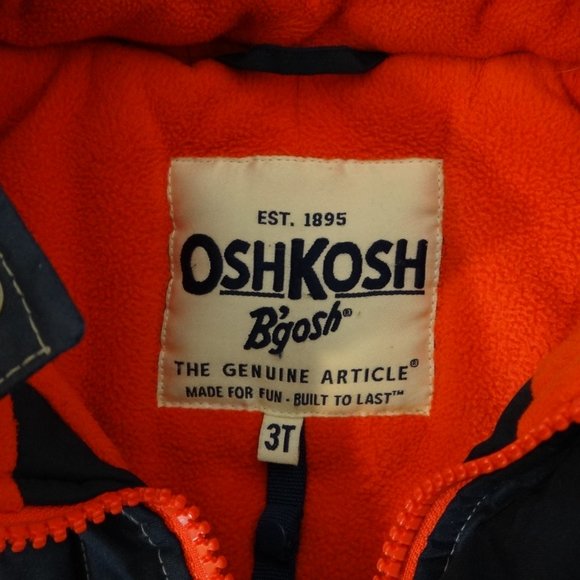 EST. 1895
OSHKOSH
B'gosh®
THE GENUINE ARTICLE®
MADE FOR FUN - BUILT TO LAST™
3T